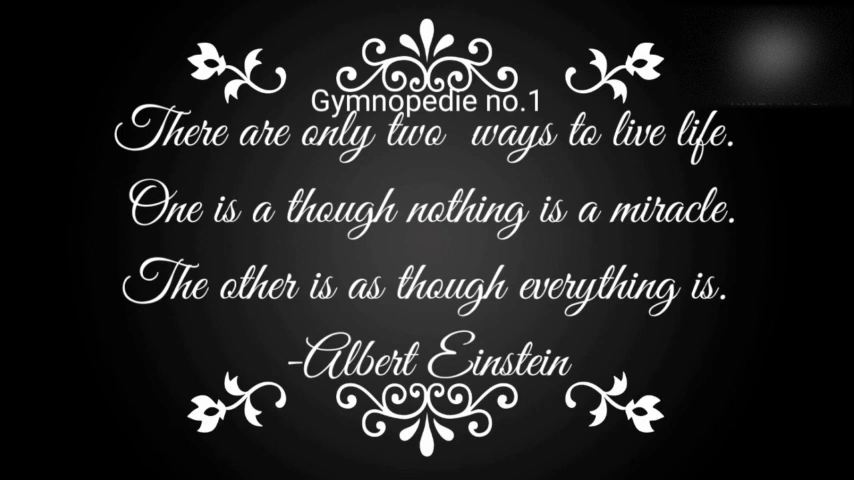 Gymnopedie no.1
There are only two ways to live life.
One is a though nothing is a miracle.
The other is as though everything is.
-Albert Einstein